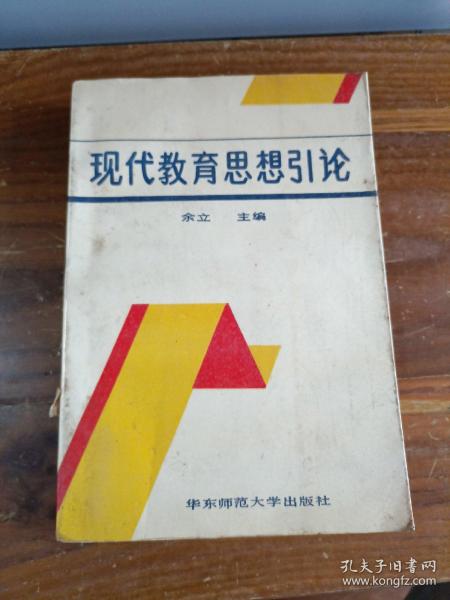 现代教育思想引论
余立 主编
华东师范大学出版社
孔夫子旧书网
www.kongfz.com